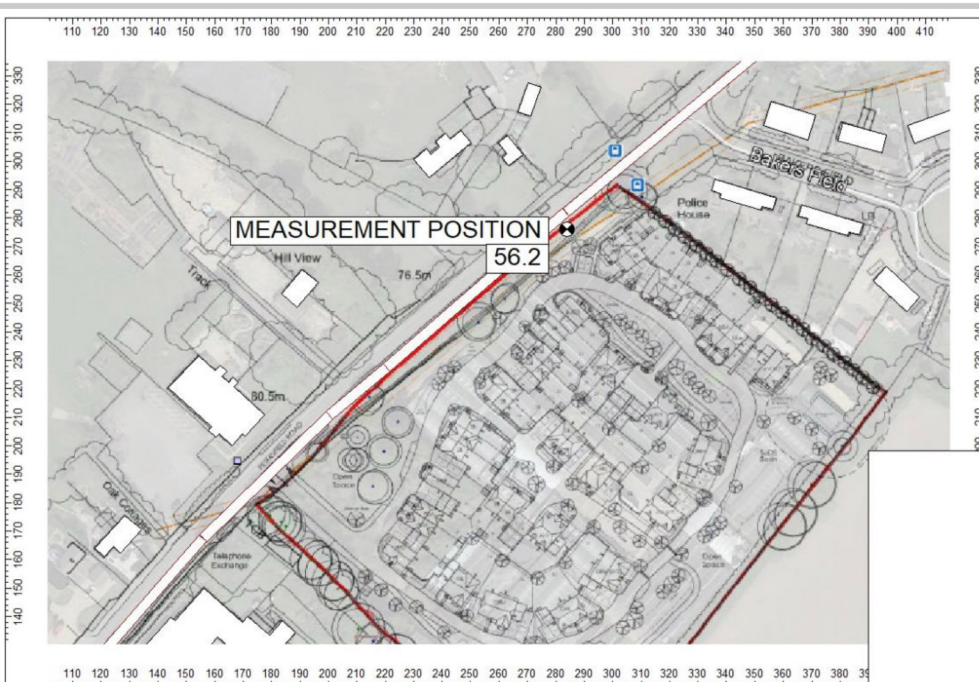 110 120 130 140 150 160 170 180 190 200 210 220 230 240 250 260 270 280 290 300 310 320 330 340 350 360 370 380 390 400 410
330
320
310
300
290
280
270
260
250
240
230
220
210
200
190
180
170
160
150
140
Bakers Field
Police
House
LB
MEASUREMENT POSITION
56.2
Hill View
76.5m
Track
80.5m
Open
Space
SuDS
Basin
Oak Cottages
Telephone
Exchange
Open
Space
110 120 130 140 150 160 170 180 190 200 210 220 230 240 250 260 270 280 290 300 310 320 330 340 350 360 370 380